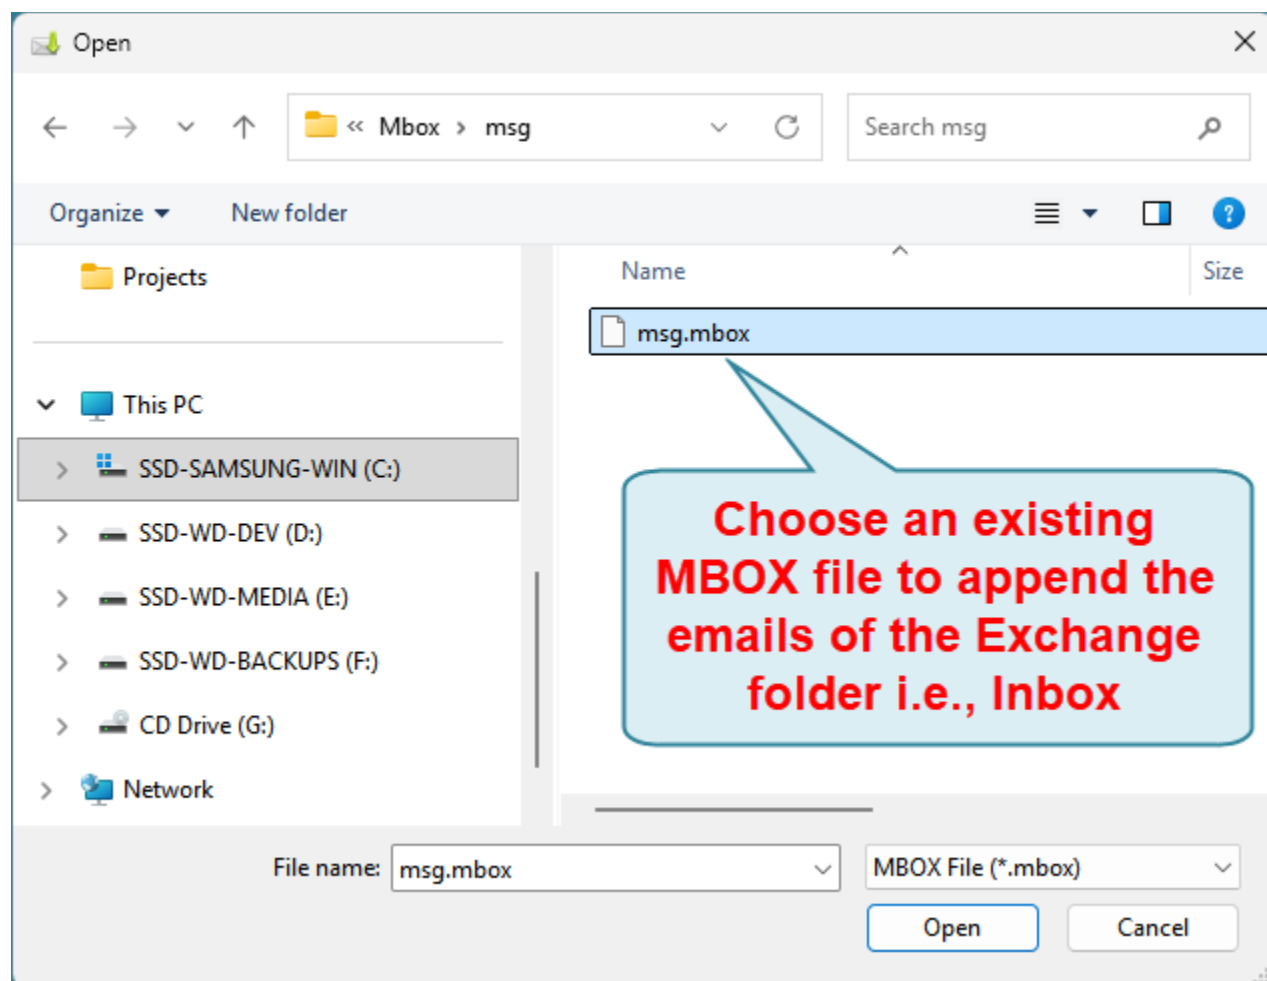 Open
« Mbox > msg
Search msg
Organize
New folder
Projects
Name
Size
msg.mbox
This PC
SSD-SAMSUNG-WIN (C:)
SSD-WD-DEV (D:)
SSD-WD-MEDIA (E:)
SSD-WD-BACKUPS (F:)
CD Drive (G:)
Network
Choose an existing
MBOX file to append the
emails of the Exchange
folder i.e., Inbox
File name: msg.mbox
MBOX File (*.mbox)
Open
Cancel